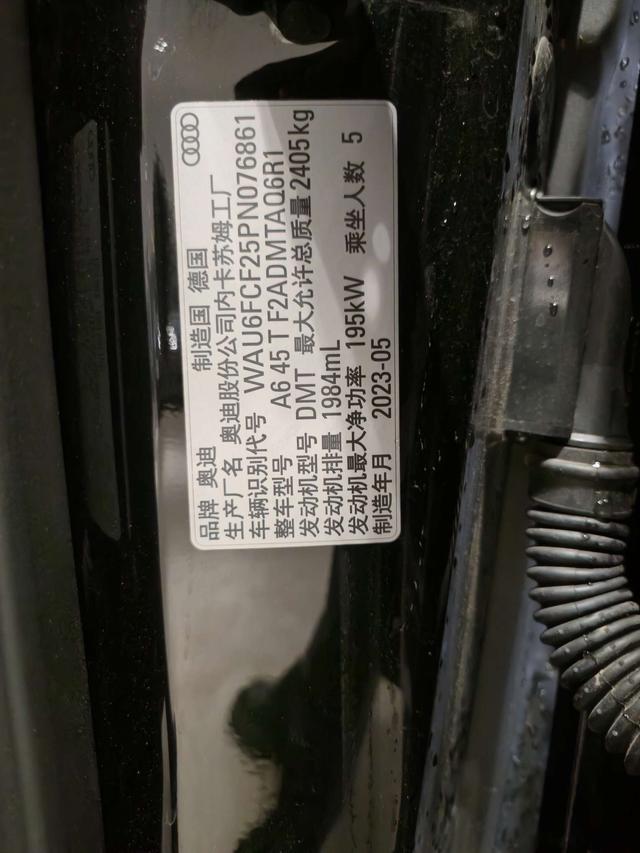 品牌 奥迪 制造国 德国
生产厂名 奥迪股份公司内卡苏姆工厂
车辆识别代号 WAU6FCF25PN076861
整车型号 A6 45 T F2ADMTAQ6R1
发动机型号 DMT 最大允许总质量 2405kg
发动机排量 1984mL
发动机最大净功率 195kW 乘坐人数 5
制造年月 2023-05